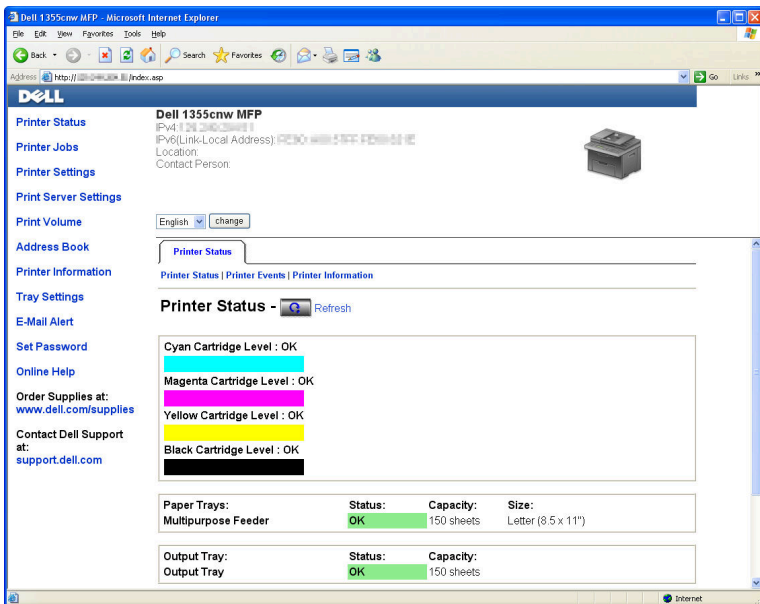 Dell 1355cnw MFP - Microsoft Internet Explorer
File Edit View Favorites Tools Help
Back Search Favorites
Address http:// /index.asp Go Links »
DELL
Printer Status
Printer Jobs
Printer Settings
Print Server Settings
Print Volume
Address Book
Printer Information
Tray Settings
E-Mail Alert
Set Password
Online Help
Order Supplies at:
www.dell.com/supplies
Contact Dell Support
at:
support.dell.com
Dell 1355cnw MFP
IPv4:
IPv6(Link-Local Address):
Location:
Contact Person:
English change
Printer Status
Printer Status | Printer Events | Printer Information
Printer Status - Refresh
Cyan Cartridge Level : OK
Magenta Cartridge Level : OK
Yellow Cartridge Level : OK
Black Cartridge Level : OK
Paper Trays: Status: Capacity: Size:
Multipurpose Feeder OK 150 sheets Letter (8.5 x 11")
Output Tray: Status: Capacity:
Output Tray OK 150 sheets
Internet